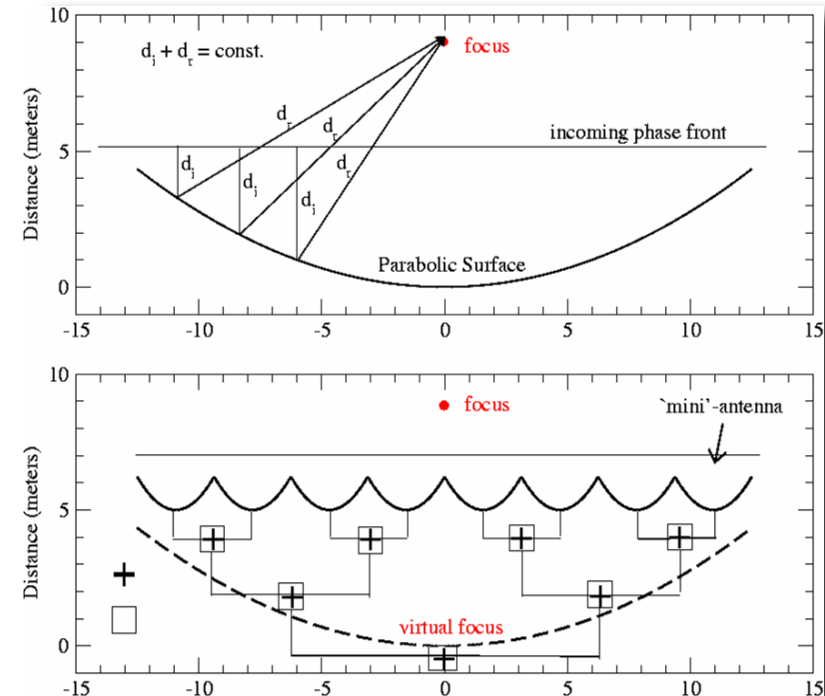 10
d_i + d_r = const.
focus
d_r
d_r
incoming phase front
5
d_i
d_r
d_i
d_i
Distance (meters)
Parabolic Surface
0
-15 -10 -5 0 5 10 15
10
focus
`mini'-antenna
5
Distance (meters)
virtual focus
0
-15 -10 -5 0 5 10 15